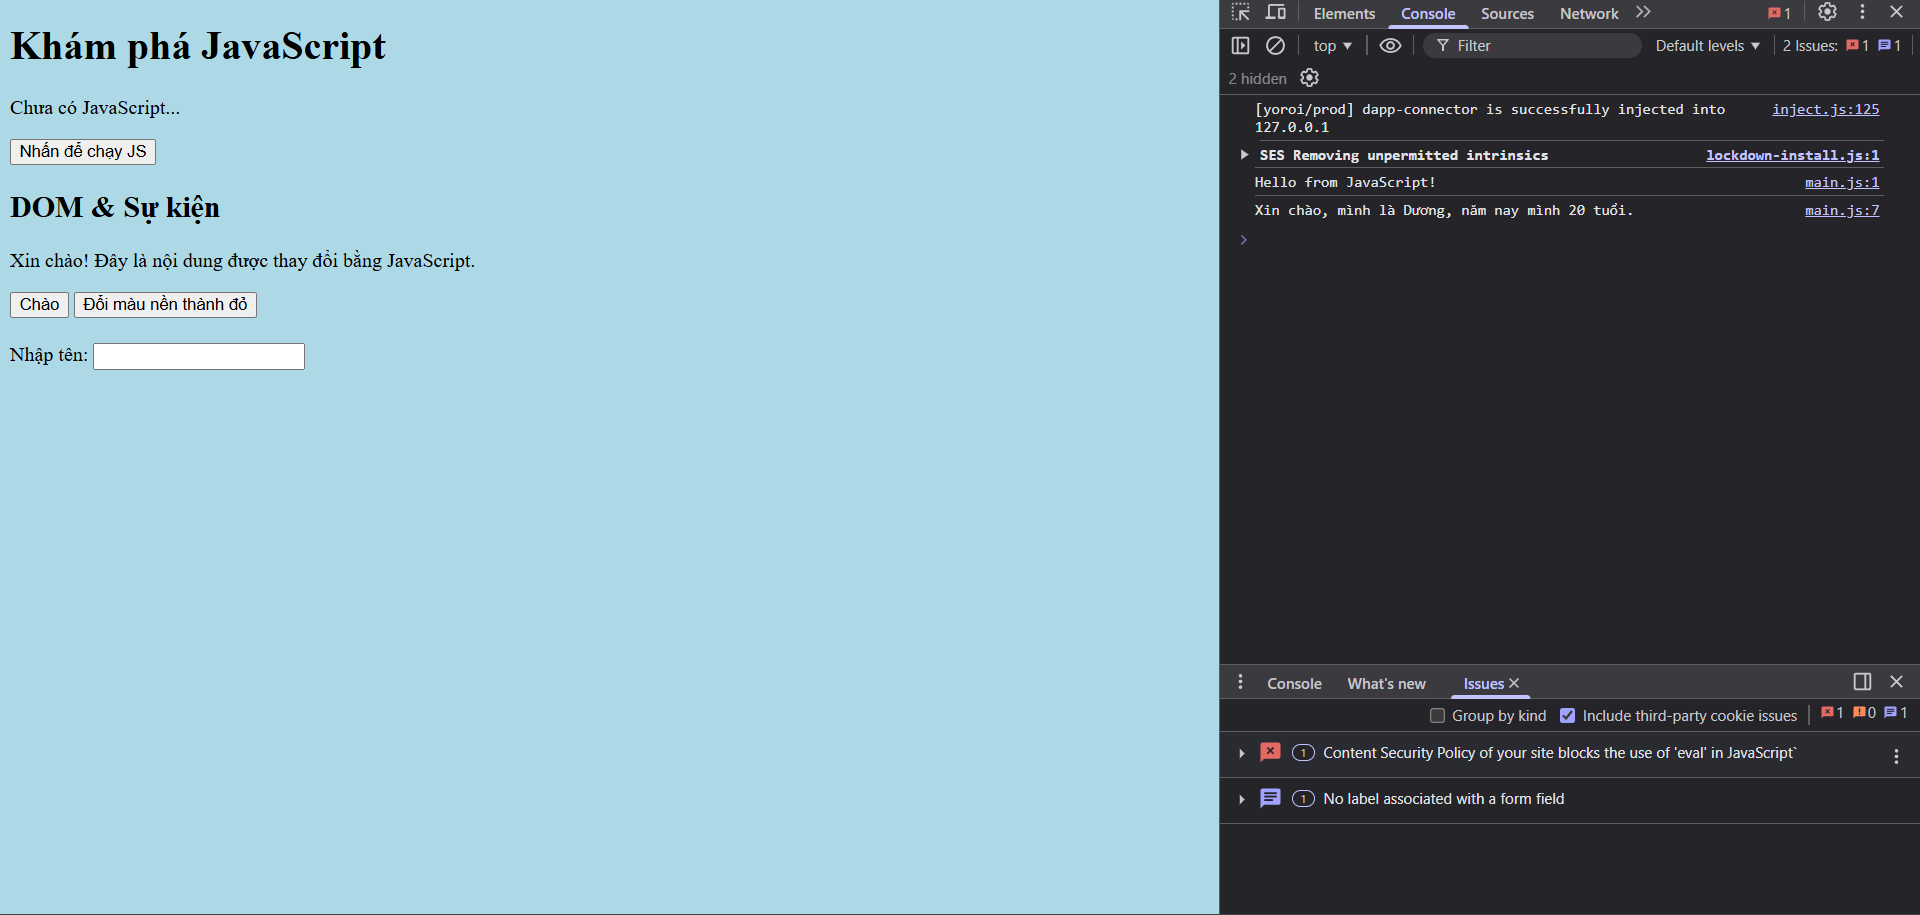 Khám phá JavaScript
Chưa có JavaScript...
Nhấn để chạy JS
DOM & Sự kiện
Xin chào! Đây là nội dung được thay đổi bằng JavaScript.
Chào Đổi màu nền thành đỏ
Nhập tên:
Elements Console Sources Network 1
top Filter Default levels 2 Issues: 1 1
2 hidden
[yoroi/prod] dapp-connector is successfully injected into inject.js:125
127.0.0.1
SES Removing unpermitted intrinsics lockdown-install.js:1
Hello from JavaScript! main.js:1
Xin chào, mình là Dương, năm nay mình 20 tuổi. main.js:7
Console What's new Issues
Group by kind Include third-party cookie issues 1 0 1
1 Content Security Policy of your site blocks the use of 'eval' in JavaScript`
1 No label associated with a form field